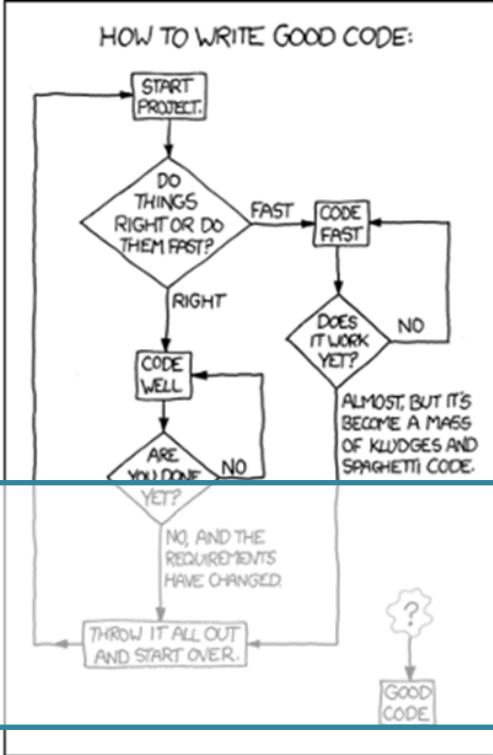 HOW TO WRITE GOOD CODE:
START
PROJECT.
DO
THINGS
RIGHT OR DO
THEM FAST?
FAST
CODE
FAST
RIGHT
DOES
IT WORK
YET?
NO
CODE
WELL
ALMOST, BUT IT'S
BECOME A MASS
OF KLUDGES AND
SPAGHETTI CODE.
ARE
YOU DONE
YET?
NO
NO, AND THE
REQUIREMENTS
HAVE CHANGED.
THROW IT ALL OUT
AND START OVER.
?
GOOD
CODE